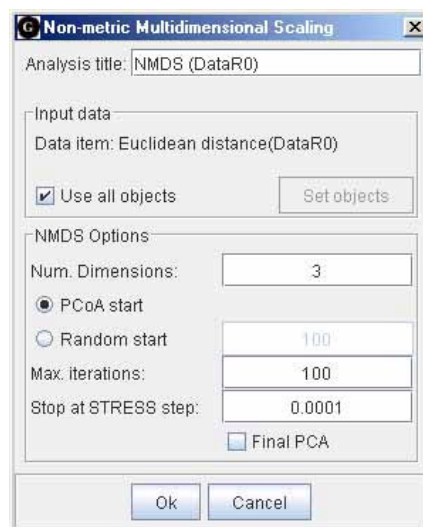 G Non-metric Multidimensional Scaling
Analysis title: NMDS (DataR0)
Input data
Data item: Euclidean distance(DataR0)
Use all objects Set objects
NMDS Options
Num. Dimensions: 3
PCoA start
Random start 100
Max. iterations: 100
Stop at STRESS step: 0.0001
Final PCA
Ok Cancel